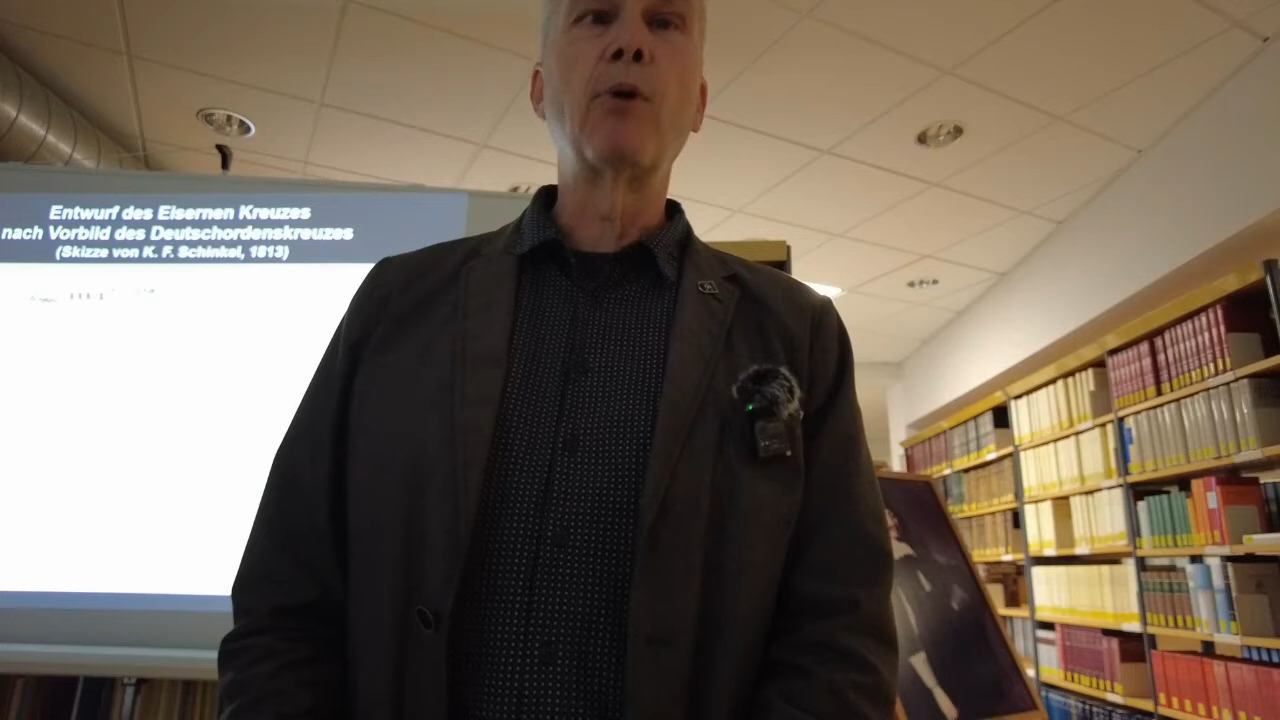 Entwurf des Eisernen Kreuzes
nach Vorbild des Deutschordenskreuzes
(Skizze von K. F. Schinkel, 1813)